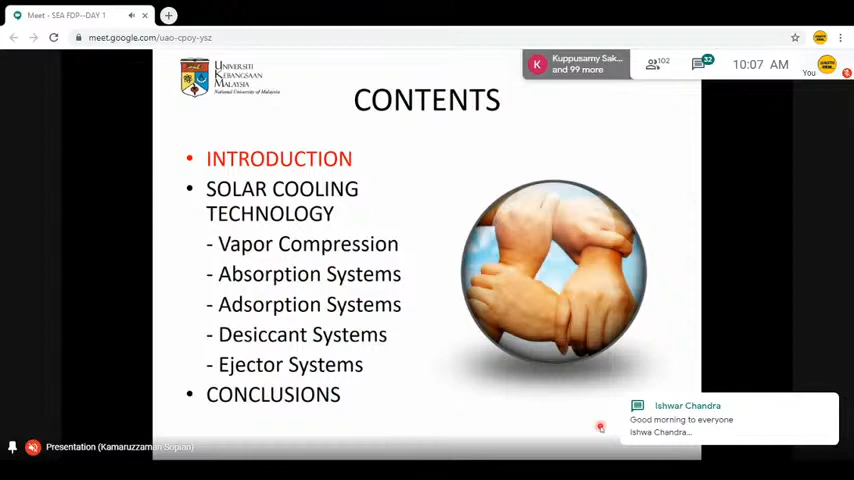 Meet - SEA FDP--DAY 1
meet.google.com/uao-cpoy-ysz
UNIVERSITI
KEBANGSAAN
MALAYSIA
National University of Malaysia
K
Kuppusamy Sak...
and 99 more
102
32
10:07 AM
You
CONTENTS
• INTRODUCTION
• SOLAR COOLING
TECHNOLOGY
- Vapor Compression
- Absorption Systems
- Adsorption Systems
- Desiccant Systems
- Ejector Systems
• CONCLUSIONS
Ishwar Chandra
Good morning to everyone
Ishwa Chandra...
Presentation (Kamaruzzaman Sopian)